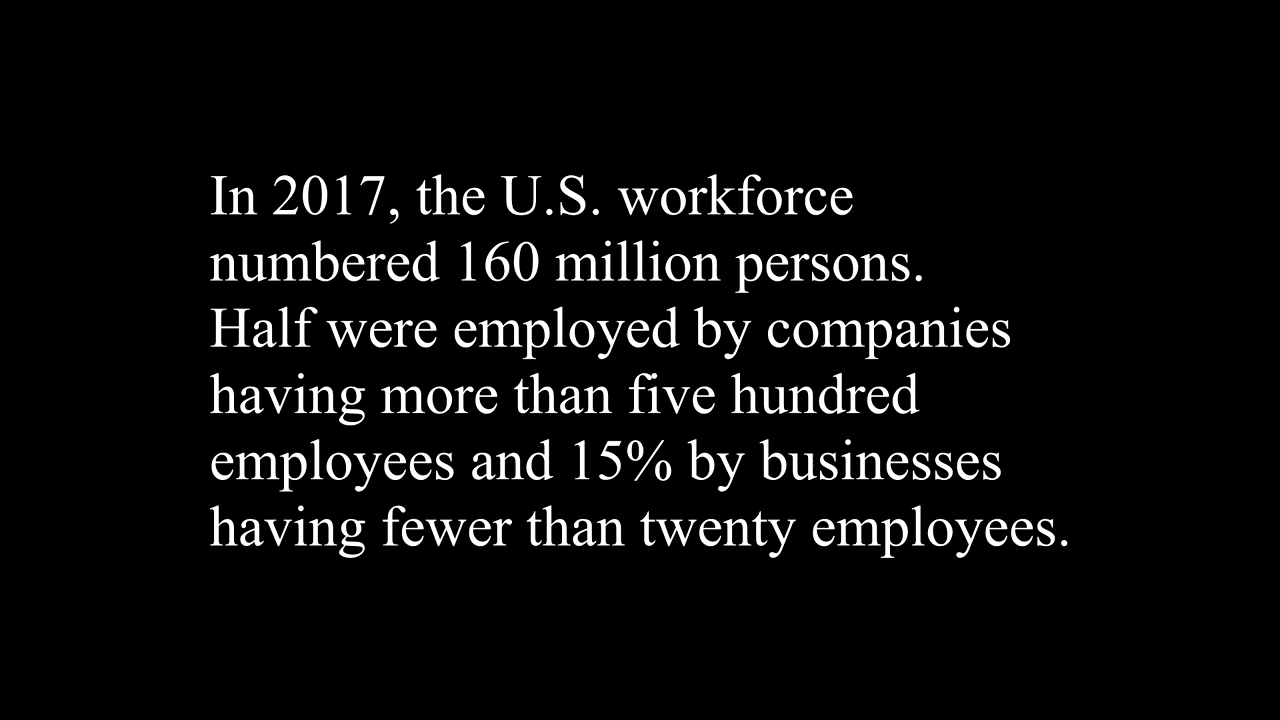 In 2017, the U.S. workforce
numbered 160 million persons.
Half were employed by companies
having more than five hundred
employees and 15% by businesses
having fewer than twenty employees.